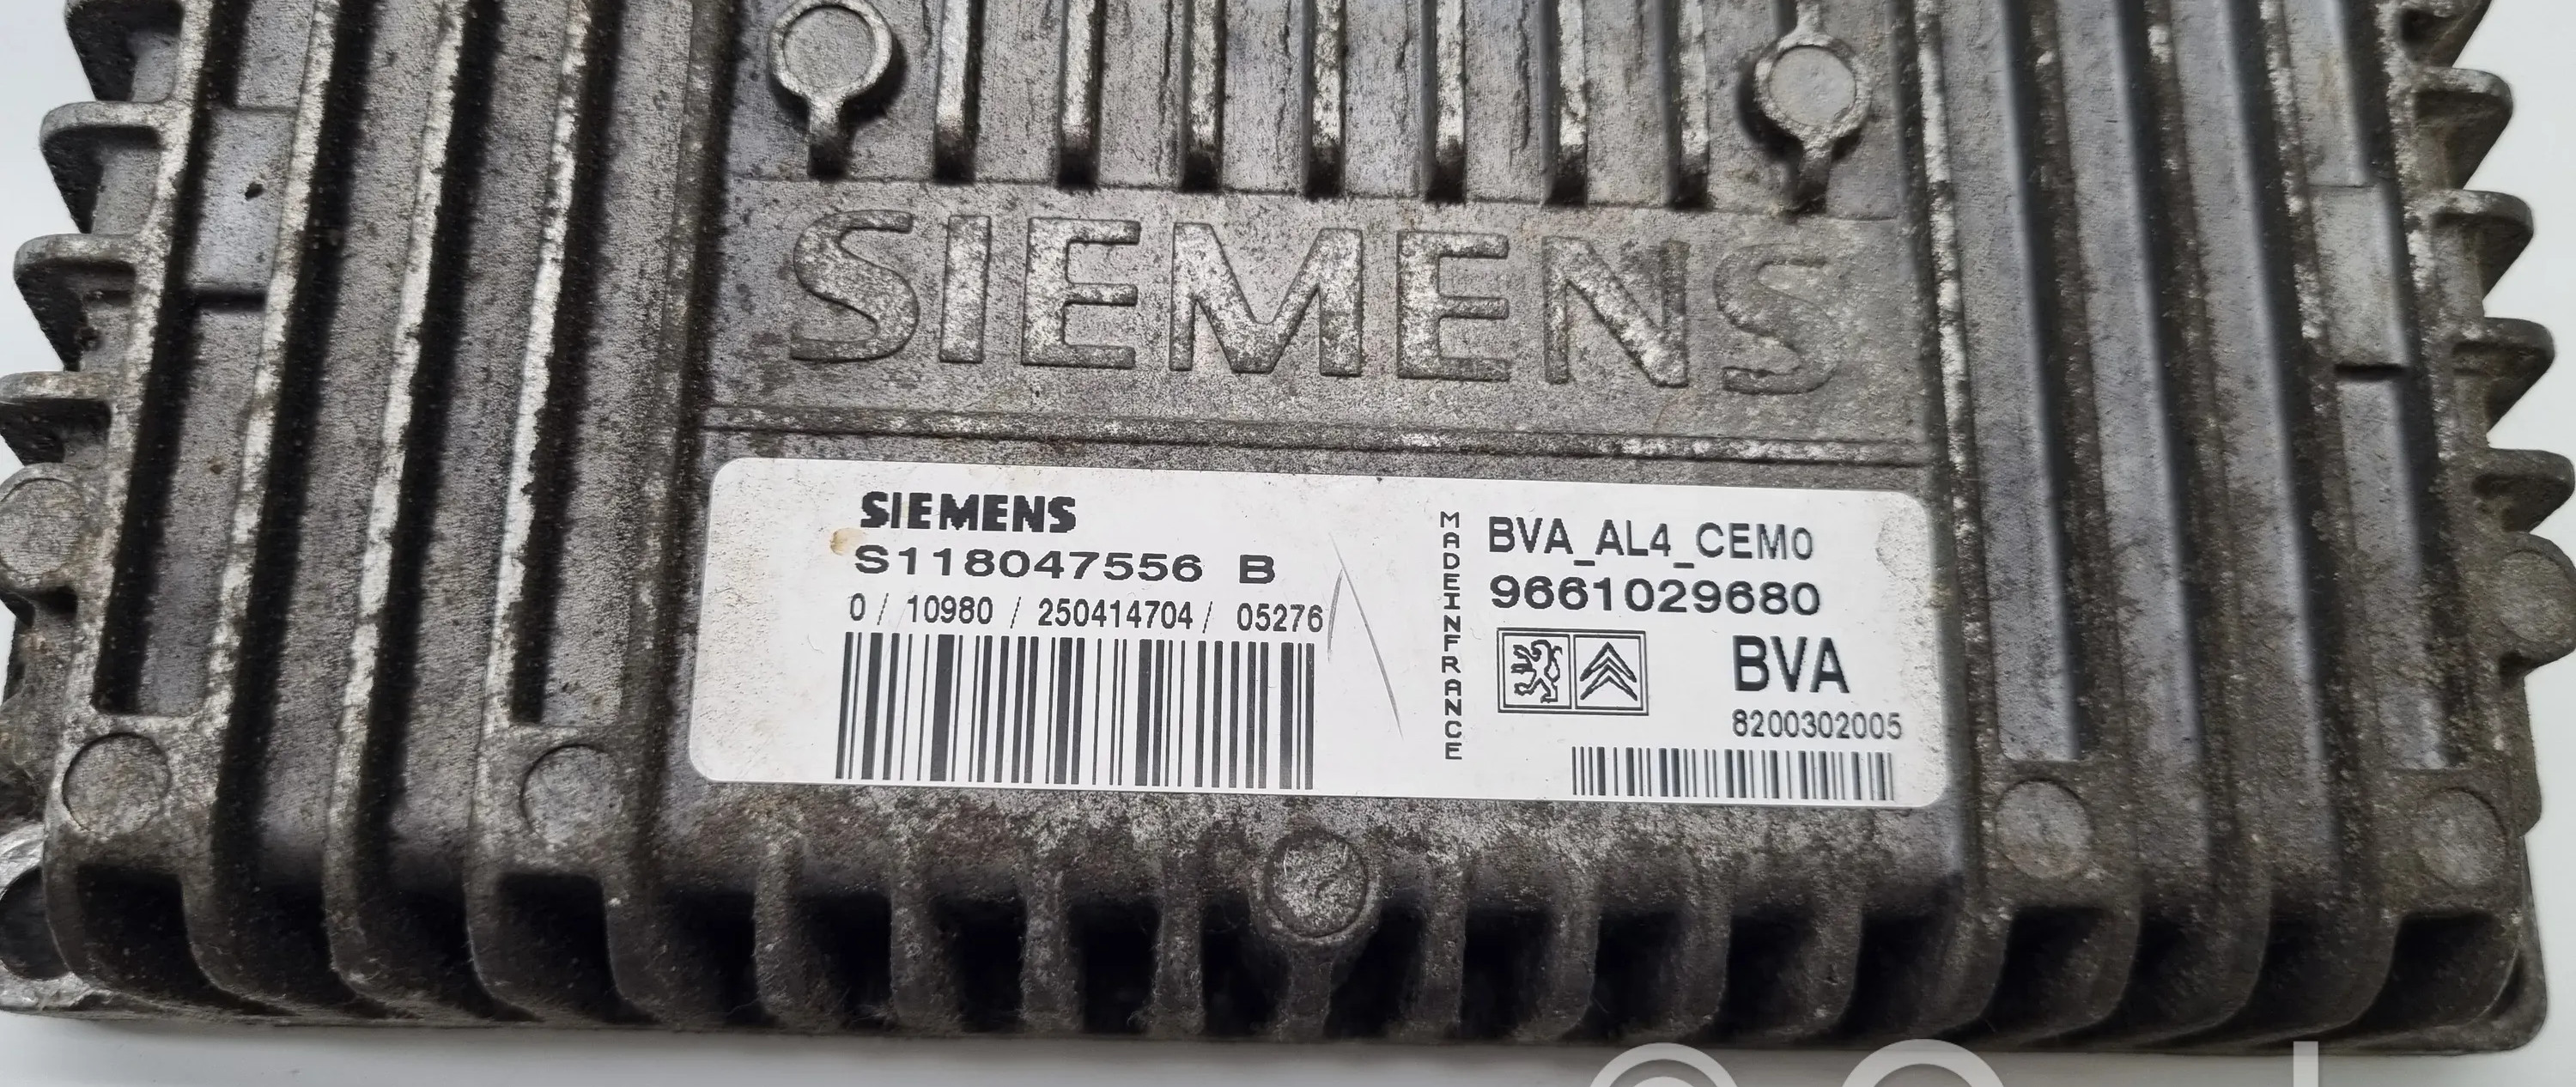 SIEMENS
SIEMENS
S118047556 B
0 / 10980 / 250414704 / 05276
MADEINFRANCE
BVA_AL4_CEM0
9661029680
BVA
8200302005